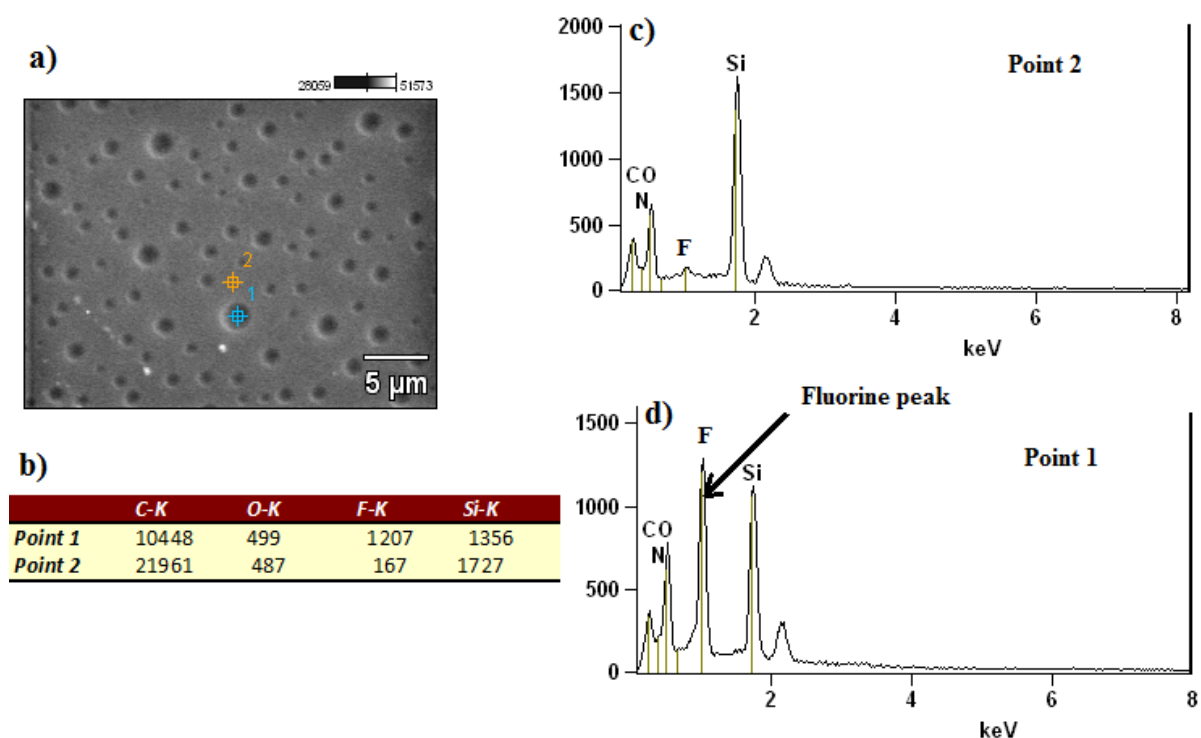 a)
28059 51573
2
1
5 µm
b)
C-K O-K F-K Si-K
Point 1 10448 499 1207 1356
Point 2 21961 487 167 1727
c)
Point 2
2000
1500
1000
500
0
Si
C O
N
F
2 4 6 8
keV
d)
Fluorine peak
Point 1
1500
1000
500
0
F
Si
C O
N
2 4 6 8
keV